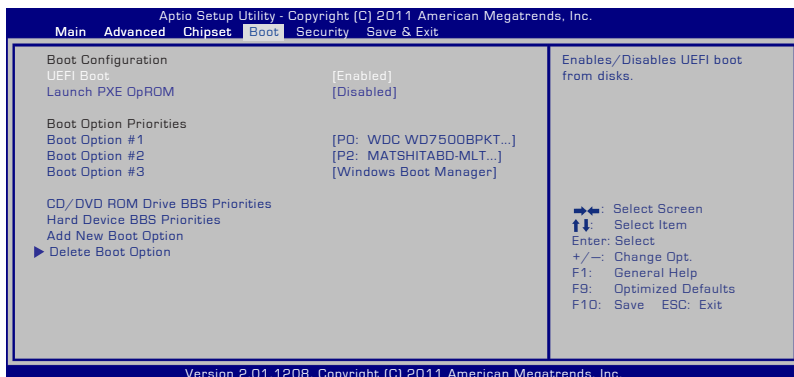 Aptio Setup Utility - Copyright (C) 2011 American Megatrends, Inc.
Main Advanced Chipset Boot Security Save & Exit
Boot Configuration
UEFI Boot [Enabled]
Launch PXE OpROM [Disabled]
Boot Option Priorities
Boot Option #1 [P0: WDC WD7500BPKT...]
Boot Option #2 [P2: MATSHITABD-MLT...]
Boot Option #3 [Windows Boot Manager]
CD/DVD ROM Drive BBS Priorities
Hard Device BBS Priorities
Add New Boot Option
▶ Delete Boot Option
Enables/Disables UEFI boot
from disks.
→←: Select Screen
↑↓: Select Item
Enter: Select
+/—: Change Opt.
F1: General Help
F9: Optimized Defaults
F10: Save ESC: Exit
Version 2.01.1208. Copyright (C) 2011 American Megatrends, Inc.